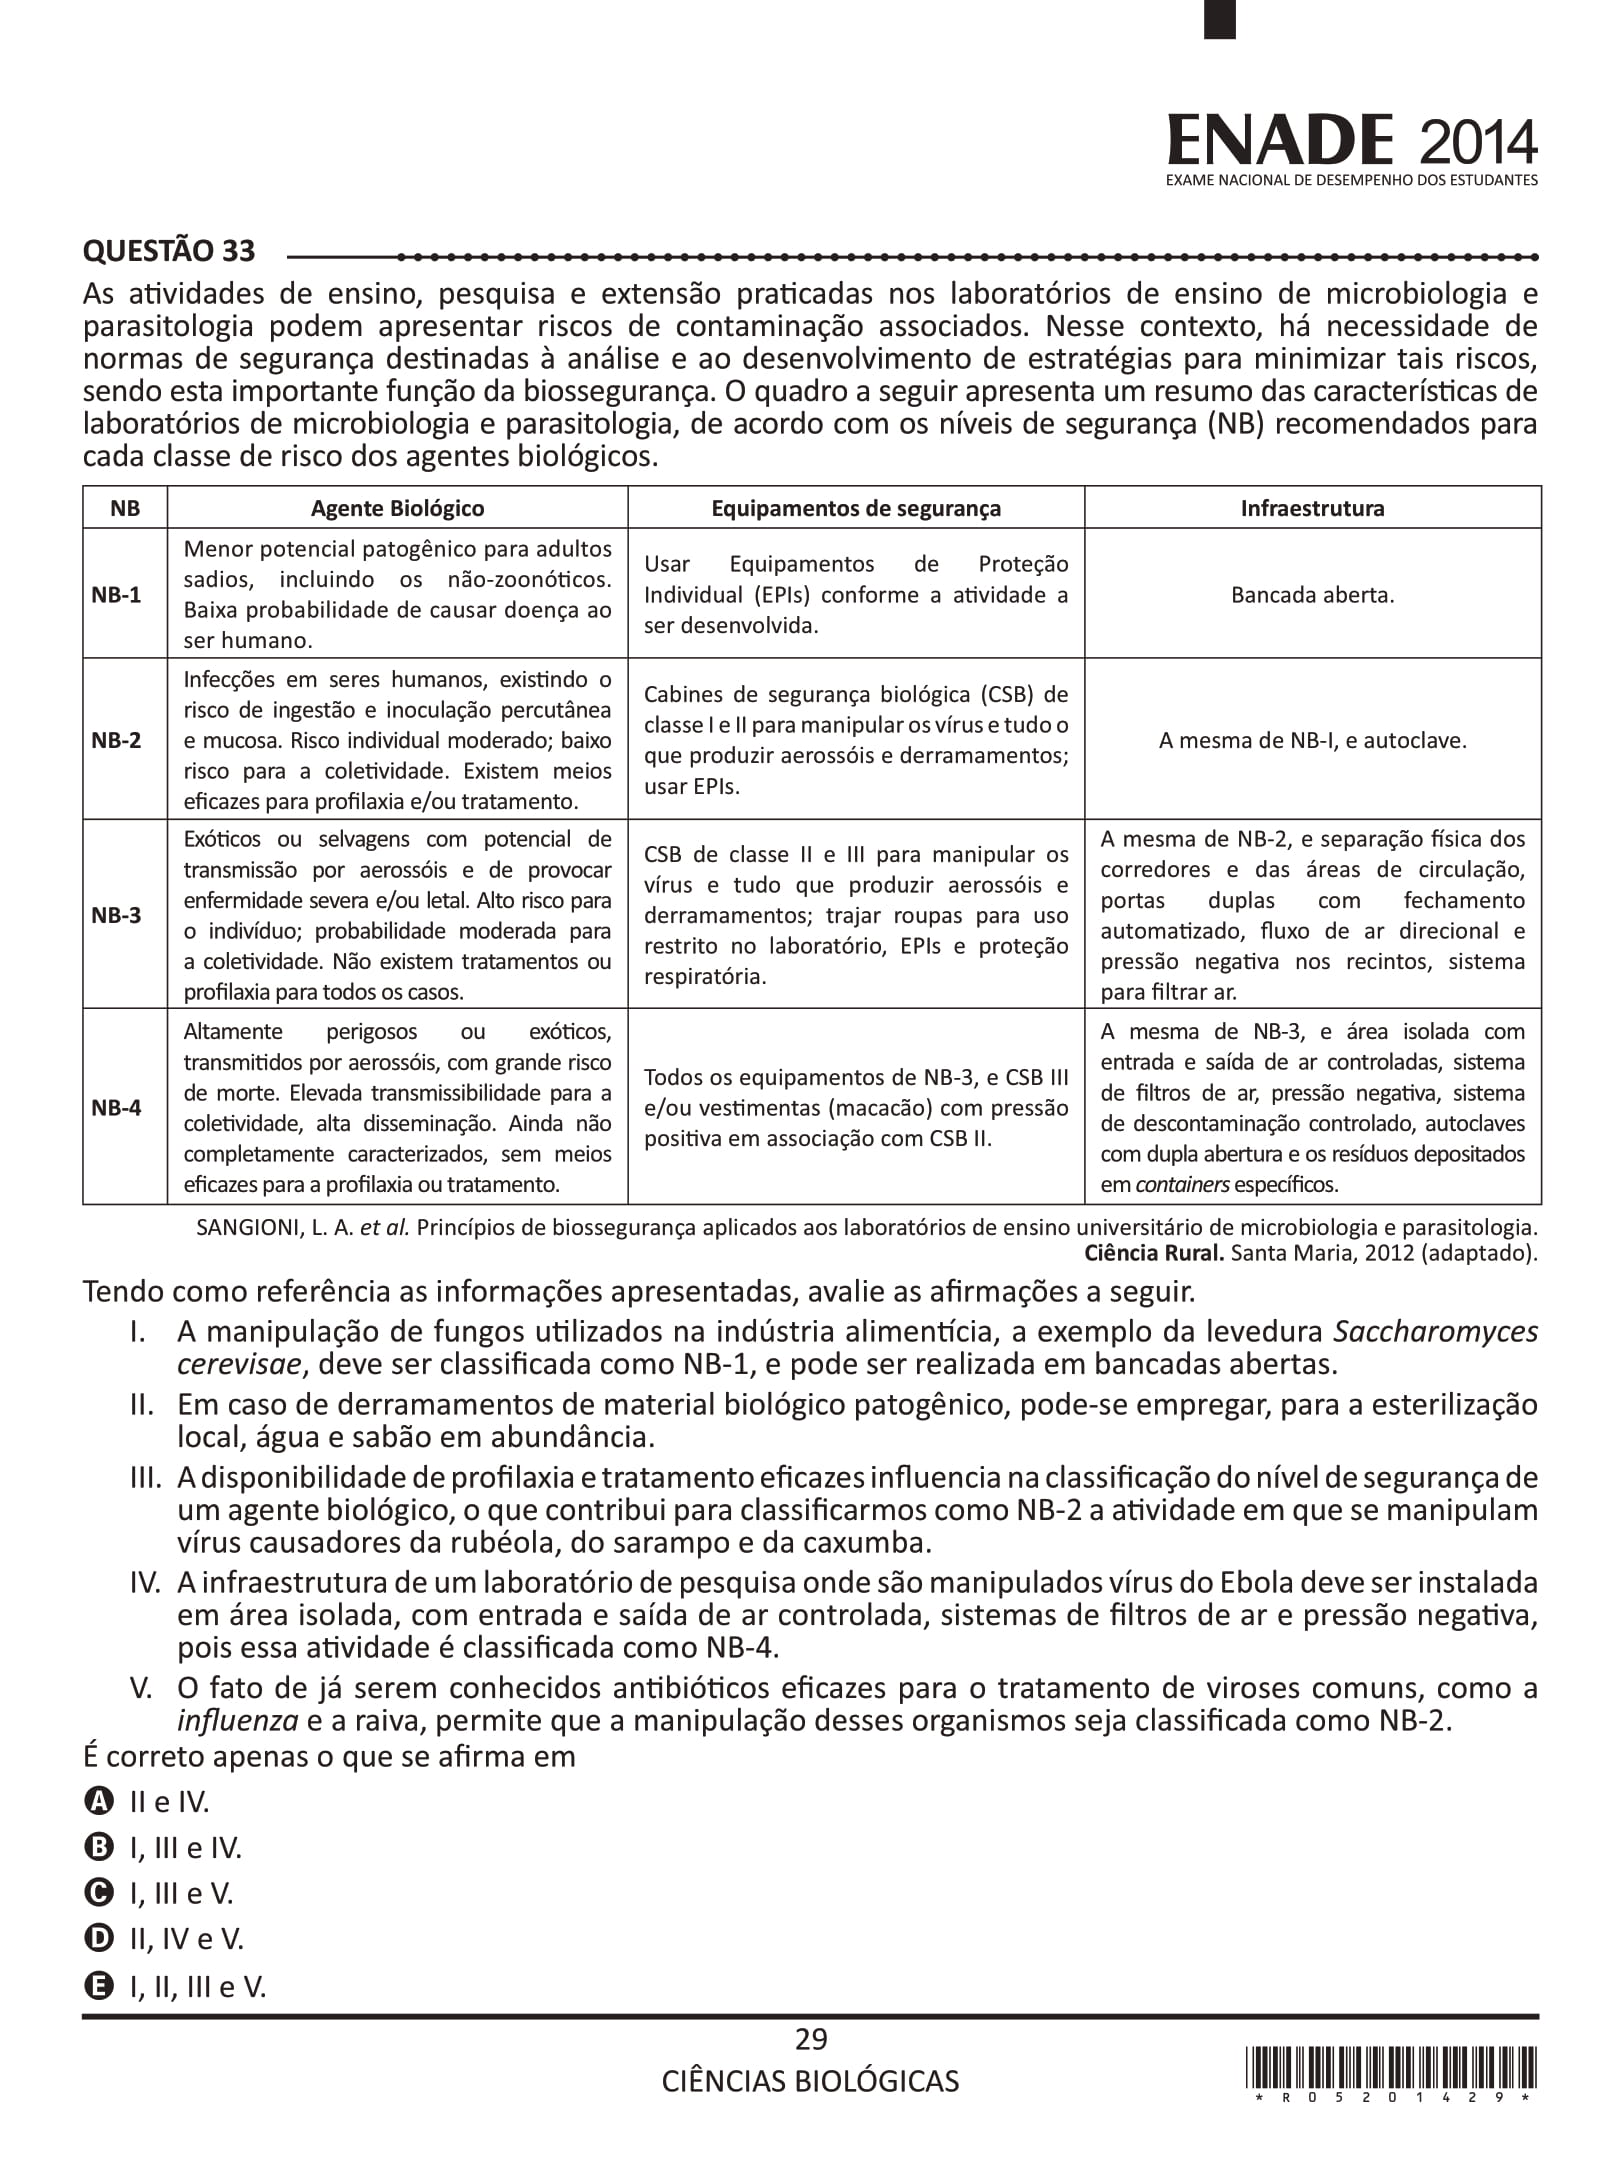 ENADE 2014
EXAME NACIONAL DE DESEMPENHO DOS ESTUDANTES
QUESTÃO 33
As atividades de ensino, pesquisa e extensão praticadas nos laboratórios de ensino de microbiologia e
parasitologia podem apresentar riscos de contaminação associados. Nesse contexto, há necessidade de
normas de segurança destinadas à análise e ao desenvolvimento de estratégias para minimizar tais riscos,
sendo esta importante função da biossegurança. O quadro a seguir apresenta um resumo das características de
laboratórios de microbiologia e parasitologia, de acordo com os níveis de segurança (NB) recomendados para
cada classe de risco dos agentes biológicos.
NB
Agente Biológico
Equipamentos de segurança
Infraestrutura
NB-1
Menor potencial patogênico para adultos
sadios, incluindo os não-zoonóticos.
Baixa probabilidade de causar doença ao
ser humano.
Usar Equipamentos de Proteção
Individual (EPIs) conforme a atividade a
ser desenvolvida.
Bancada aberta.
NB-2
Infecções em seres humanos, existindo o
risco de ingestão e inoculação percutânea
e mucosa. Risco individual moderado; baixo
risco para a coletividade. Existem meios
eficazes para profilaxia e/ou tratamento.
Cabines de segurança biológica (CSB) de
classe I e II para manipular os vírus e tudo o
que produzir aerossóis e derramamentos;
usar EPIs.
A mesma de NB-I, e autoclave.
NB-3
Exóticos ou selvagens com potencial de
transmissão por aerossóis e de provocar
enfermidade severa e/ou letal. Alto risco para
o indivíduo; probabilidade moderada para
a coletividade. Não existem tratamentos ou
profilaxia para todos os casos.
CSB de classe II e III para manipular os
vírus e tudo que produzir aerossóis e
derramamentos; trajar roupas para uso
restrito no laboratório, EPIs e proteção
respiratória.
A mesma de NB-2, e separação física dos
corredores e das áreas de circulação,
portas duplas com fechamento
automatizado, fluxo de ar direcional e
pressão negativa nos recintos, sistema
para filtrar ar.
NB-4
Altamente perigosos ou exóticos,
transmitidos por aerossóis, com grande risco
de morte. Elevada transmissibilidade para a
coletividade, alta disseminação. Ainda não
completamente caracterizados, sem meios
eficazes para a profilaxia ou tratamento.
Todos os equipamentos de NB-3, e CSB III
e/ou vestimentas (macacão) com pressão
positiva em associação com CSB II.
A mesma de NB-3, e área isolada com
entrada e saída de ar controladas, sistema
de filtros de ar, pressão negativa, sistema
de descontaminação controlado, autoclaves
com dupla abertura e os resíduos depositados
em containers específicos.
SANGIONI, L. A. et al. Princípios de biossegurança aplicados aos laboratórios de ensino universitário de microbiologia e parasitologia.
Ciência Rural. Santa Maria, 2012 (adaptado).
Tendo como referência as informações apresentadas, avalie as afirmações a seguir.
I. A manipulação de fungos utilizados na indústria alimentícia, a exemplo da levedura Saccharomyces
cerevisae, deve ser classificada como NB-1, e pode ser realizada em bancadas abertas.
II. Em caso de derramamentos de material biológico patogênico, pode-se empregar, para a esterilização
local, água e sabão em abundância.
III. A disponibilidade de profilaxia e tratamento eficazes influencia na classificação do nível de segurança de
um agente biológico, o que contribui para classificarmos como NB-2 a atividade em que se manipulam
vírus causadores da rubéola, do sarampo e da caxumba.
IV. A infraestrutura de um laboratório de pesquisa onde são manipulados vírus do Ebola deve ser instalada
em área isolada, com entrada e saída de ar controlada, sistemas de filtros de ar e pressão negativa,
pois essa atividade é classificada como NB-4.
V. O fato de já serem conhecidos antibióticos eficazes para o tratamento de viroses comuns, como a
influenza e a raiva, permite que a manipulação desses organismos seja classificada como NB-2.
É correto apenas o que se afirma em
A II e IV.
B I, III e IV.
C I, III e V.
D II, IV e V.
E I, II, III e V.
29
CIÊNCIAS BIOLÓGICAS
* R 0 5 2 0 1 4 2 9 *